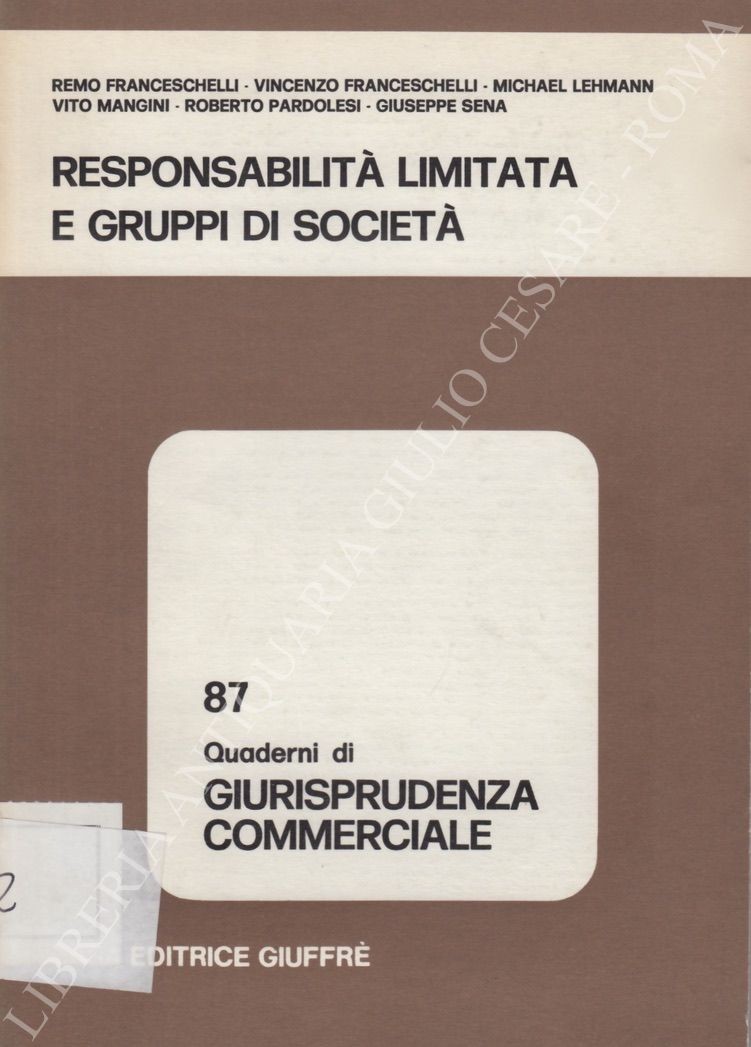 REMO FRANCESCHELLI - VINCENZO FRANCESCHELLI - MICHAEL LEHMANN
VITO MANGINI - ROBERTO PARDOLESI - GIUSEPPE SENA
RESPONSABILITÀ LIMITATA
E GRUPPI DI SOCIETÀ
87
Quaderni di
GIURISPRUDENZA
COMMERCIALE
EDITRICE GIUFFRÈ
LIBRERIA ANTIQUARIA GIULIO CESARE - ROMA